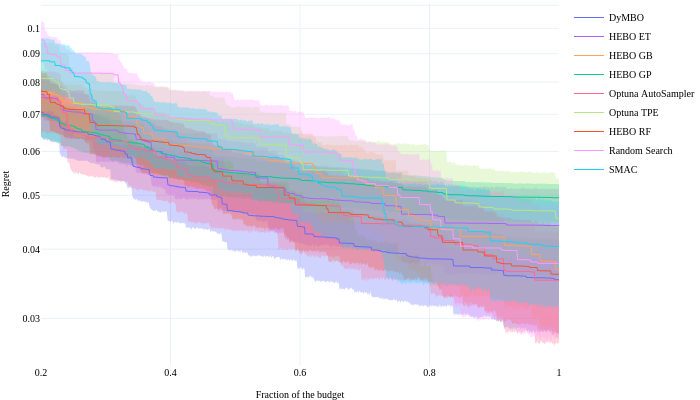 0.1
0.09
0.08
0.07
0.06
0.05
0.04
0.03
Regret
0.2
0.4
0.6
0.8
1
Fraction of the budget
DyMBO
HEBO ET
HEBO GB
HEBO GP
Optuna AutoSampler
Optuna TPE
HEBO RF
Random Search
SMAC